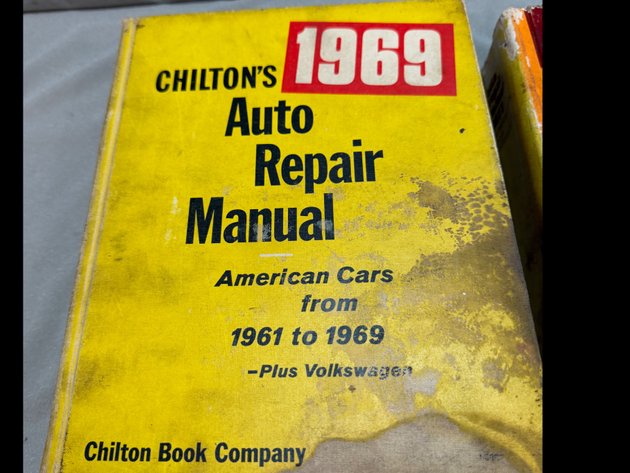 1969
CHILTON'S
Auto
Repair
Manual
American Cars
from
1961 to 1969
–Plus Volkswagen
Chilton Book Company